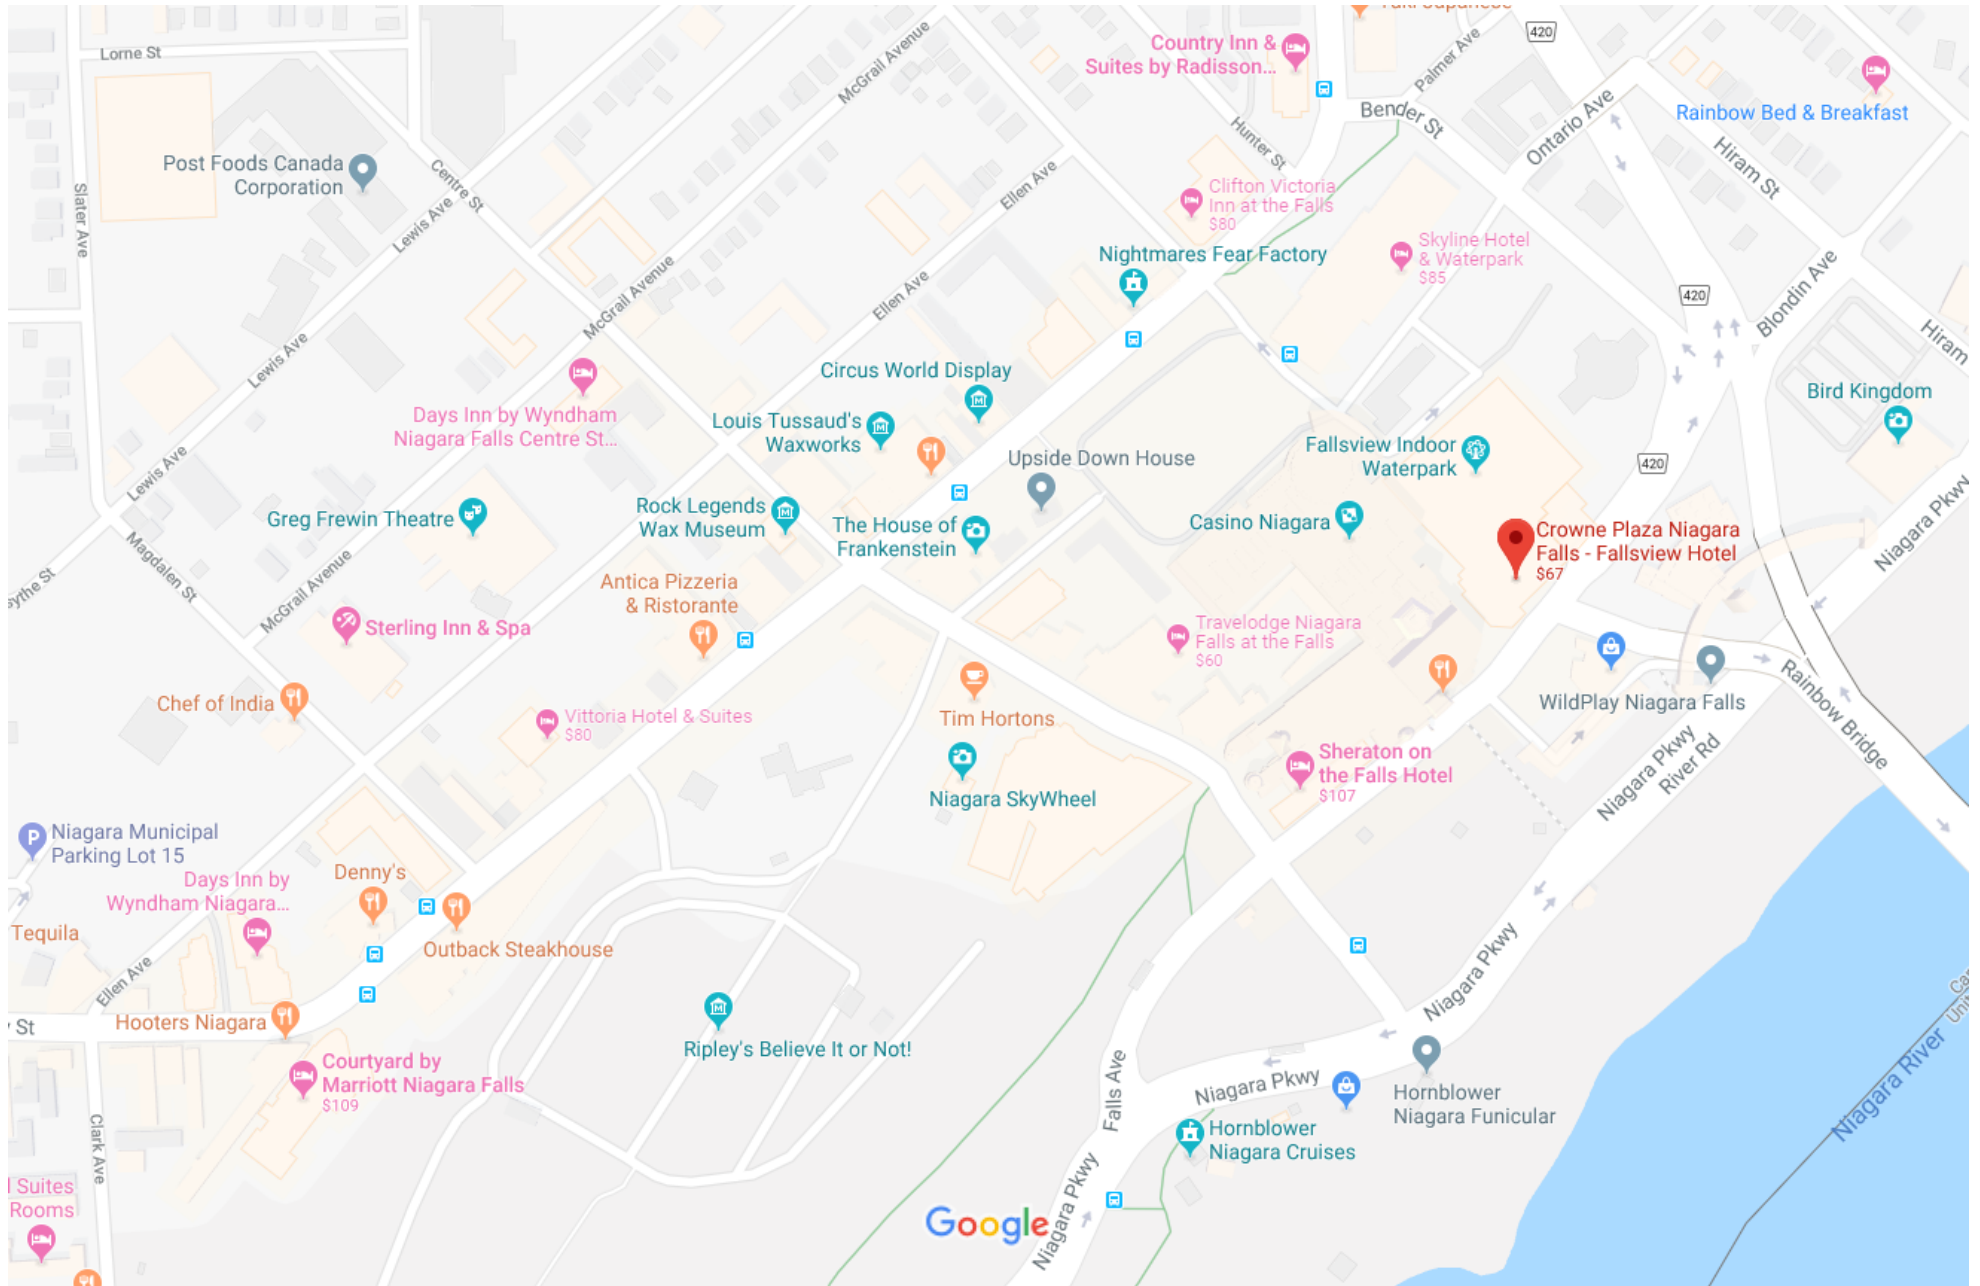 Yuki Japanese
420
Country Inn &
Suites by Radisson...
Palmer Ave
McGrail Avenue
Lorne St
Rainbow Bed & Breakfast
Bender St
Ontario Ave
Hunter St
Hiram St
Post Foods Canada
Corporation
Centre St
Slater Ave
Lewis Ave
Ellen Ave
Clifton Victoria
Inn at the Falls
$80
Skyline Hotel
& Waterpark
$85
Nightmares Fear Factory
420
Blondin Ave
Hiram
McGrail Avenue
Ellen Ave
Lewis Ave
Circus World Display
Bird Kingdom
Days Inn by Wyndham
Niagara Falls Centre St...
Louis Tussaud's
Waxworks
M
M
Upside Down House
Fallsview Indoor
Waterpark
420
Lewis Ave
Greg Frewin Theatre
Rock Legends
Wax Museum
M
The House of
Frankenstein
Casino Niagara
Crowne Plaza Niagara
Falls - Fallsview Hotel
$67
Niagara Pkwy
Magdalen St
McGrail Avenue
ythe St
Antica Pizzeria
& Ristorante
Sterling Inn & Spa
Travelodge Niagara
Falls at the Falls
$60
Chef of India
Vittoria Hotel & Suites
$80
Tim Hortons
WildPlay Niagara Falls
Rainbow Bridge
Sheraton on
the Falls Hotel
$107
Niagara Pkwy
River Rd
Niagara SkyWheel
P
Niagara Municipal
Parking Lot 15
Days Inn by
Wyndham Niagara...
Denny's
Tequila
Outback Steakhouse
Ellen Ave
Niagara Pkwy
y St
Hooters Niagara
M
Ripley's Believe It or Not!
Courtyard by
Marriott Niagara Falls
$109
Falls Ave
Niagara Pkwy
Hornblower
Niagara Funicular
Niagara River
Clark Ave
Hornblower
Niagara Cruises
l Suites
Rooms
Niagara Pkwy
Google